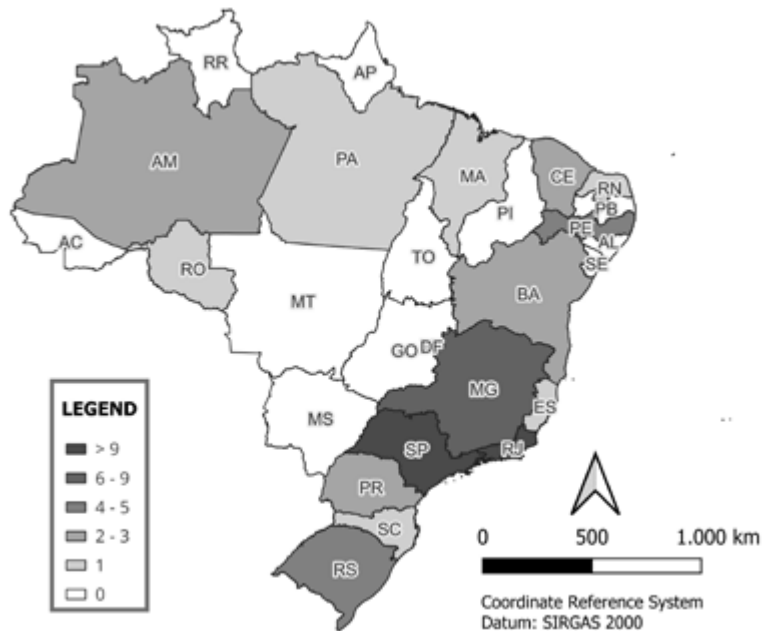 RR
AP
AM
PA
MA
CE
RN
PB
PI
PE
AL
SE
AC
RO
TO
MT
BA
GO
DF
MG
ES
MS
SP
RJ
PR
SC
RS
LEGEND
> 9
6 - 9
4 - 5
2 - 3
1
0
0 500 1.000 km
Coordinate Reference System
Datum: SIRGAS 2000